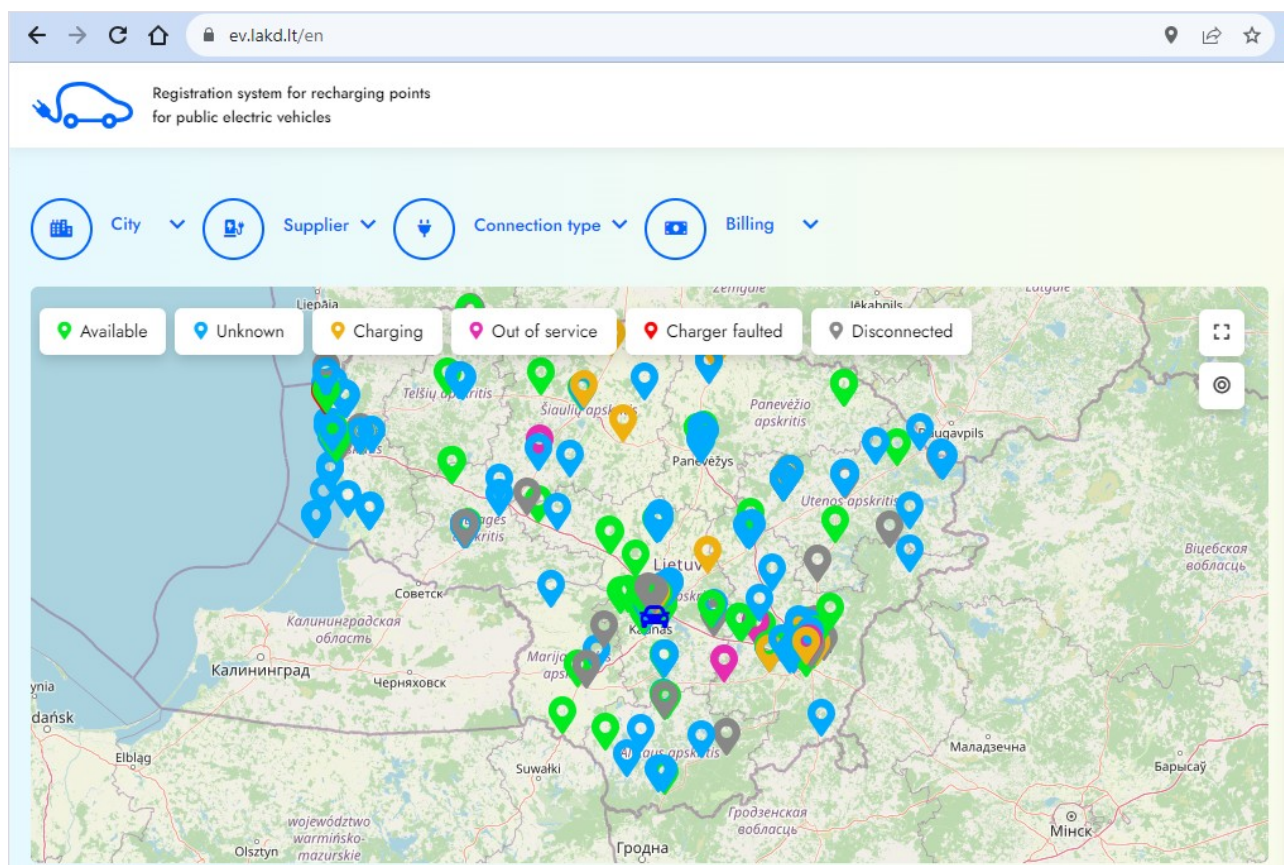 ev.lakd.lt/en
Registration system for recharging points
for public electric vehicles
City
Supplier
Connection type
Billing
Liepāja
Available
Unknown
Charging
Out of service
Charger faulted
Disconnected
Telšių apskritis
Šiaulių apskritis
Panevėžio
apskritis
Daugavpils
Panevėžys
Utenos apskritis
Lietuva
Віцебская
вобласць
Советск
Калининградская
область
Kaunas
Калининград
Черняховск
dańsk
Маладзечна
Elbląg
Suwałki
Alytaus apskritis
Барысаў
województwo
warmińsko-
mazurskie
Гродзенская
вобласць
Мінск
Olsztyn
Гродна